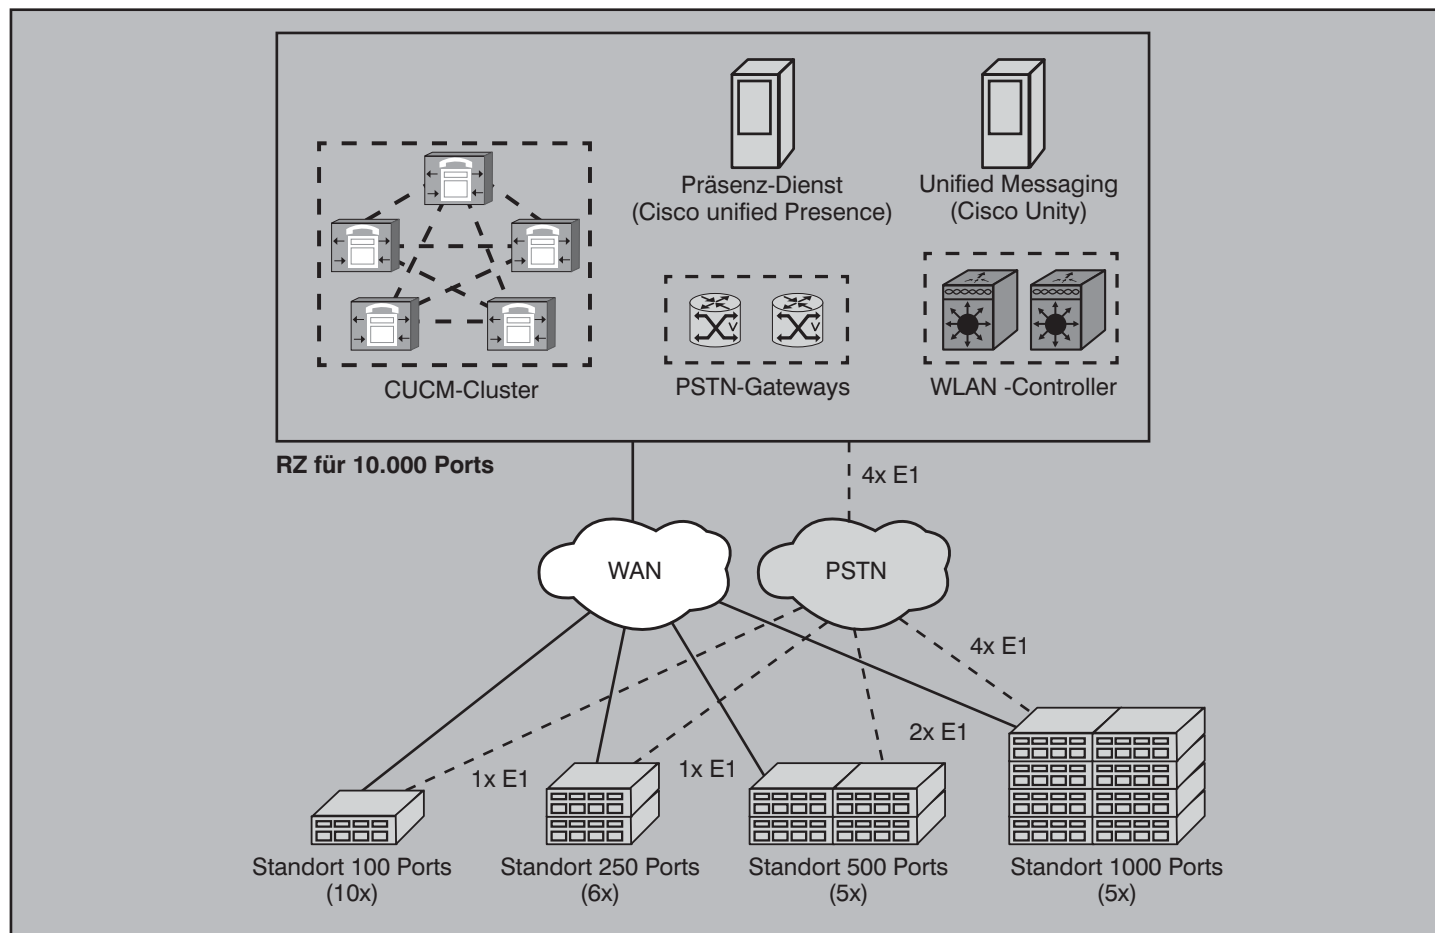 Präsenz-Dienst
(Cisco unified Presence)
Unified Messaging
(Cisco Unity)
V
V
CUCM-Cluster
PSTN-Gateways
WLAN -Controller
RZ für 10.000 Ports
4x E1
WAN
PSTN
4x E1
2x E1
1x E1
1x E1
Standort 100 Ports
(10x)
Standort 250 Ports
(6x)
Standort 500 Ports
(5x)
Standort 1000 Ports
(5x)